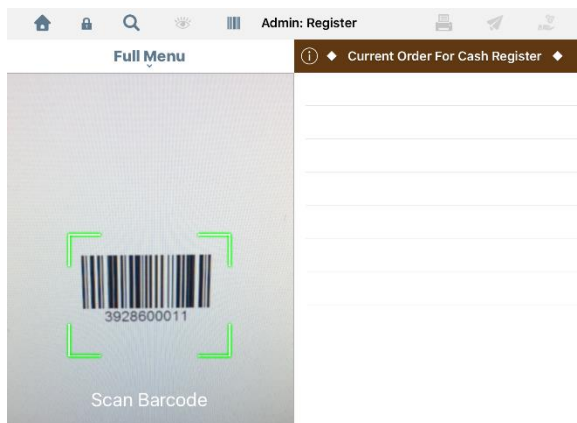 Admin: Register
Full Menu
Current Order For Cash Register
3928600011
Scan Barcode